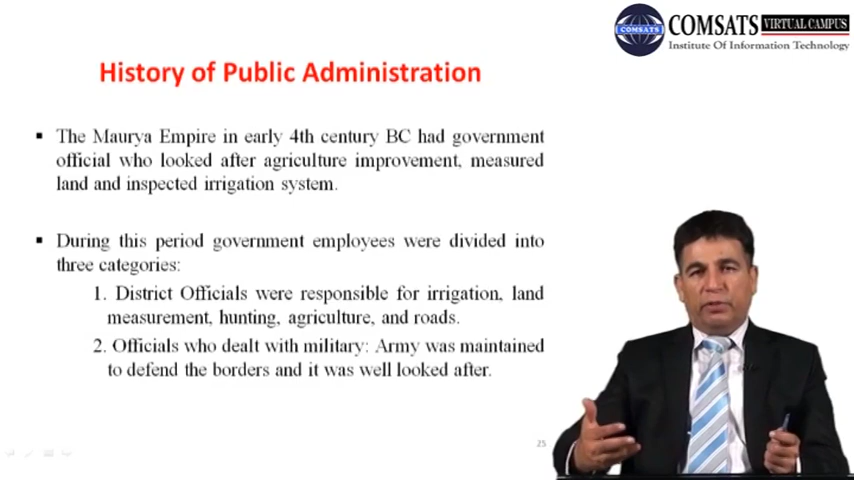 COMSATS
COMSATS VIRTUAL CAMPUS
Institute Of Information Technology
History of Public Administration
▪ The Maurya Empire in early 4th century BC had government
official who looked after agriculture improvement, measured
land and inspected irrigation system.
▪ During this period government employees were divided into
three categories:
1. District Officials were responsible for irrigation, land
measurement, hunting, agriculture, and roads.
2. Officials who dealt with military: Army was maintained
to defend the borders and it was well looked after.
25